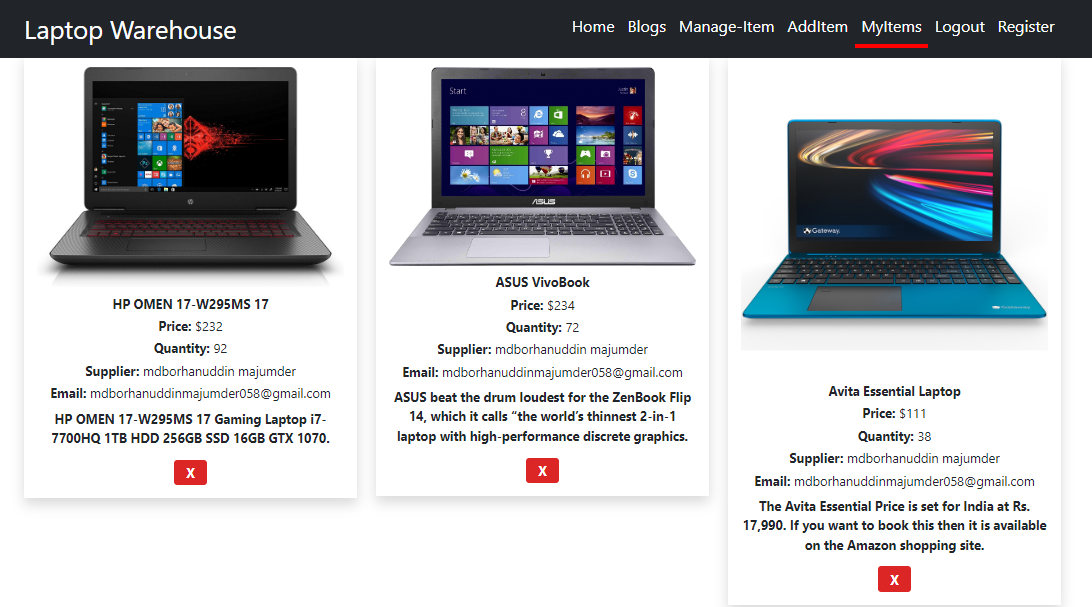 Laptop Warehouse
Home Blogs Manage-Item AddItem MyItems Logout Register
HP OMEN 17-W295MS 17
Price: $232
Quantity: 92
Supplier: mdborhanuddin majumder
Email: mdborhanuddinmajumder058@gmail.com
HP OMEN 17-W295MS 17 Gaming Laptop i7-
7700HQ 1TB HDD 256GB SSD 16GB GTX 1070.
X
Start
ASUS
ASUS VivoBook
Price: $234
Quantity: 72
Supplier: mdborhanuddin majumder
Email: mdborhanuddinmajumder058@gmail.com
ASUS beat the drum loudest for the ZenBook Flip
14, which it calls “the world’s thinnest 2-in-1
laptop with high-performance discrete graphics.
X
Gateway.
Avita Essential Laptop
Price: $111
Quantity: 38
Supplier: mdborhanuddin majumder
Email: mdborhanuddinmajumder058@gmail.com
The Avita Essential Price is set for India at Rs.
17,990. If you want to book this then it is available
on the Amazon shopping site.
X